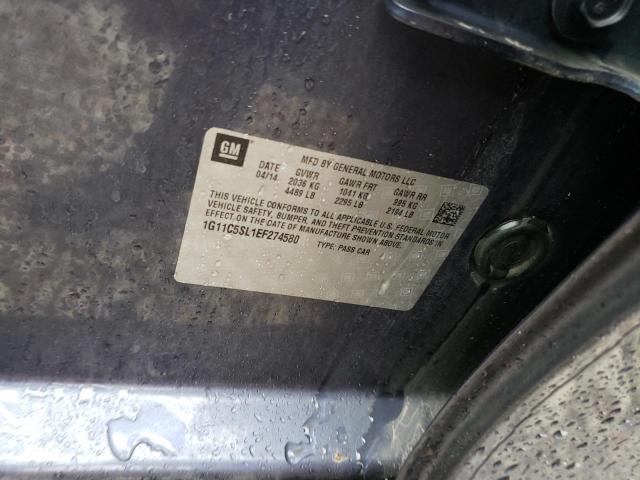 GM
MFD BY GENERAL MOTORS LLC
DATE GVWR GAWR FRT GAWR RR
04/14 2036 KG 1041 KG 995 KG
4489 LB 2295 LB 2194 LB
THIS VEHICLE CONFORMS TO ALL APPLICABLE U.S. FEDERAL MOTOR
VEHICLE SAFETY, BUMPER, AND THEFT PREVENTION STANDARDS IN
EFFECT ON THE DATE OF MANUFACTURE SHOWN ABOVE.
1G11C5SL1EF274580
TYPE: PASS CAR